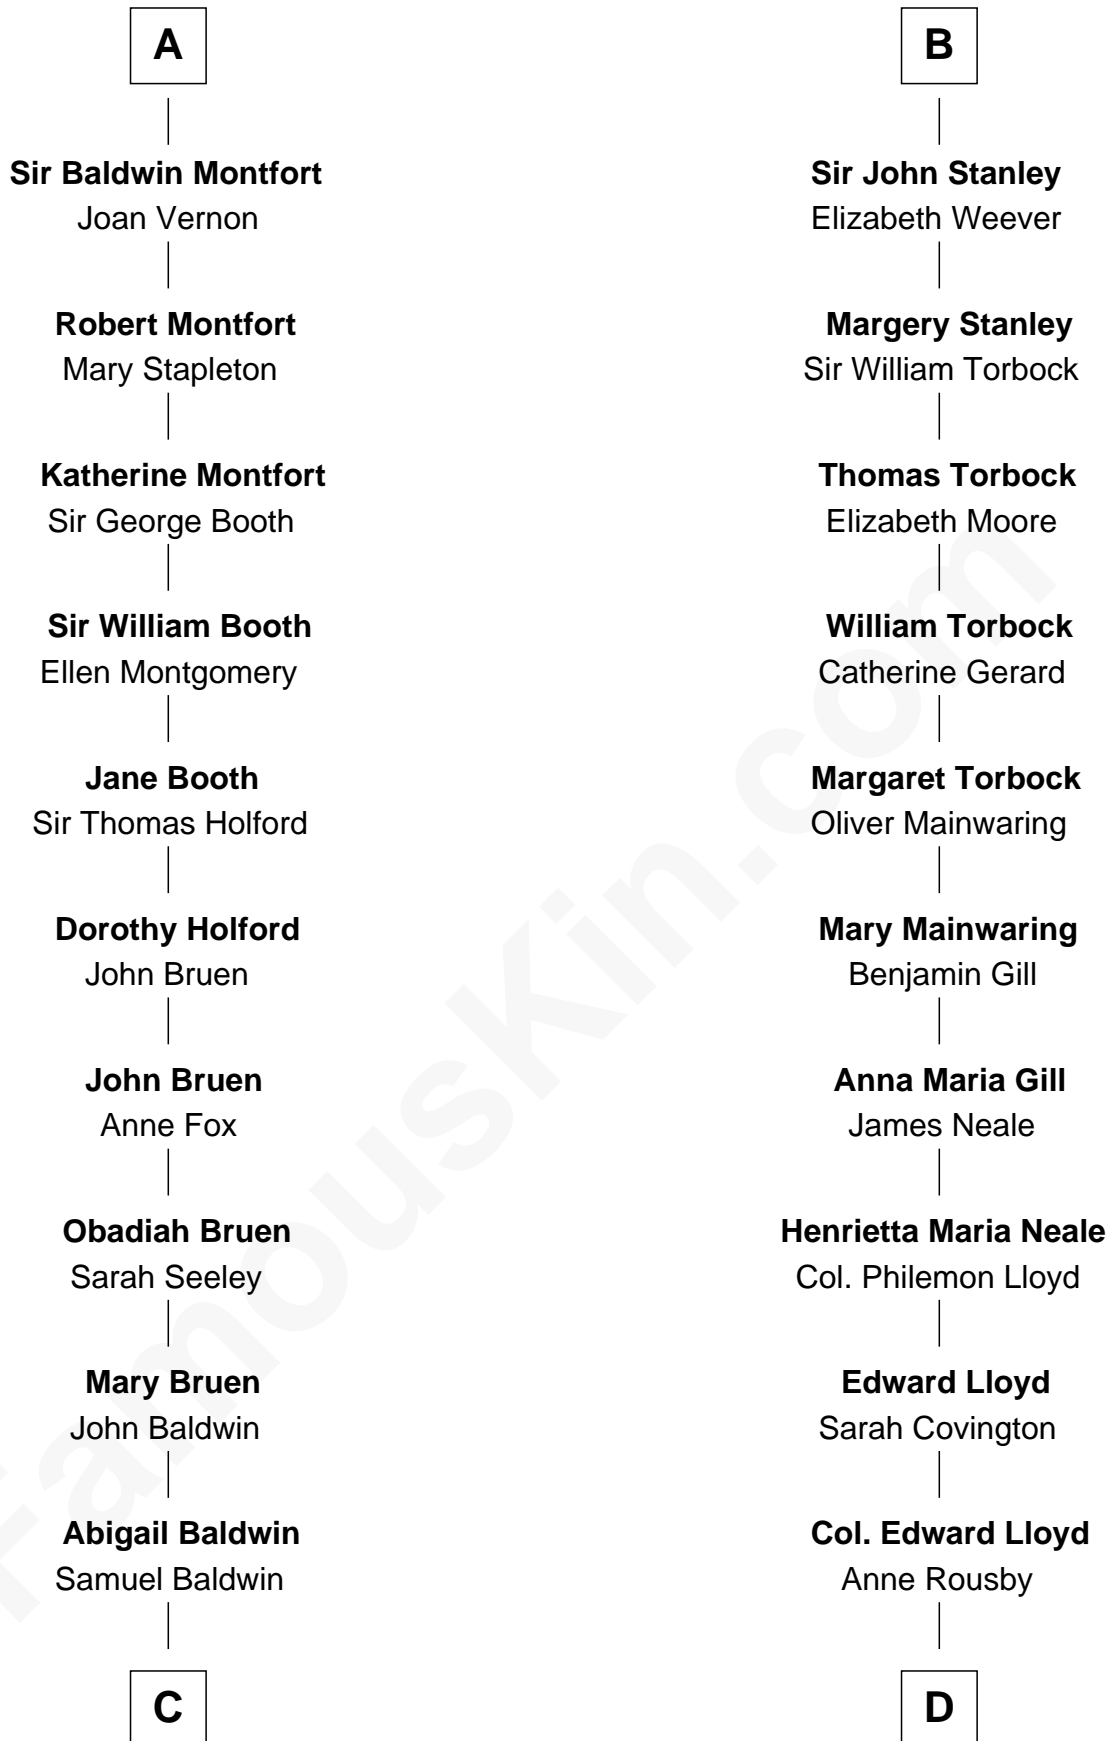 A
Sir Baldwin Montfort
Joan Vernon
Robert Montfort
Mary Stapleton
Katherine Montfort
Sir George Booth
Sir William Booth
Ellen Montgomery
Jane Booth
Sir Thomas Holford
Dorothy Holford
John Bruen
John Bruen
Anne Fox
Obadiah Bruen
Sarah Seeley
Mary Bruen
John Baldwin
Abigail Baldwin
Samuel Baldwin
C
B
Sir John Stanley
Elizabeth Weever
Margery Stanley
Sir William Torbock
Thomas Torbock
Elizabeth Moore
William Torbock
Catherine Gerard
Margaret Torbock
Oliver Mainwaring
Mary Mainwaring
Benjamin Gill
Anna Maria Gill
James Neale
Henrietta Maria Neale
Col. Philemon Lloyd
Edward Lloyd
Sarah Covington
Col. Edward Lloyd
Anne Rousby
D
FamousKin.com